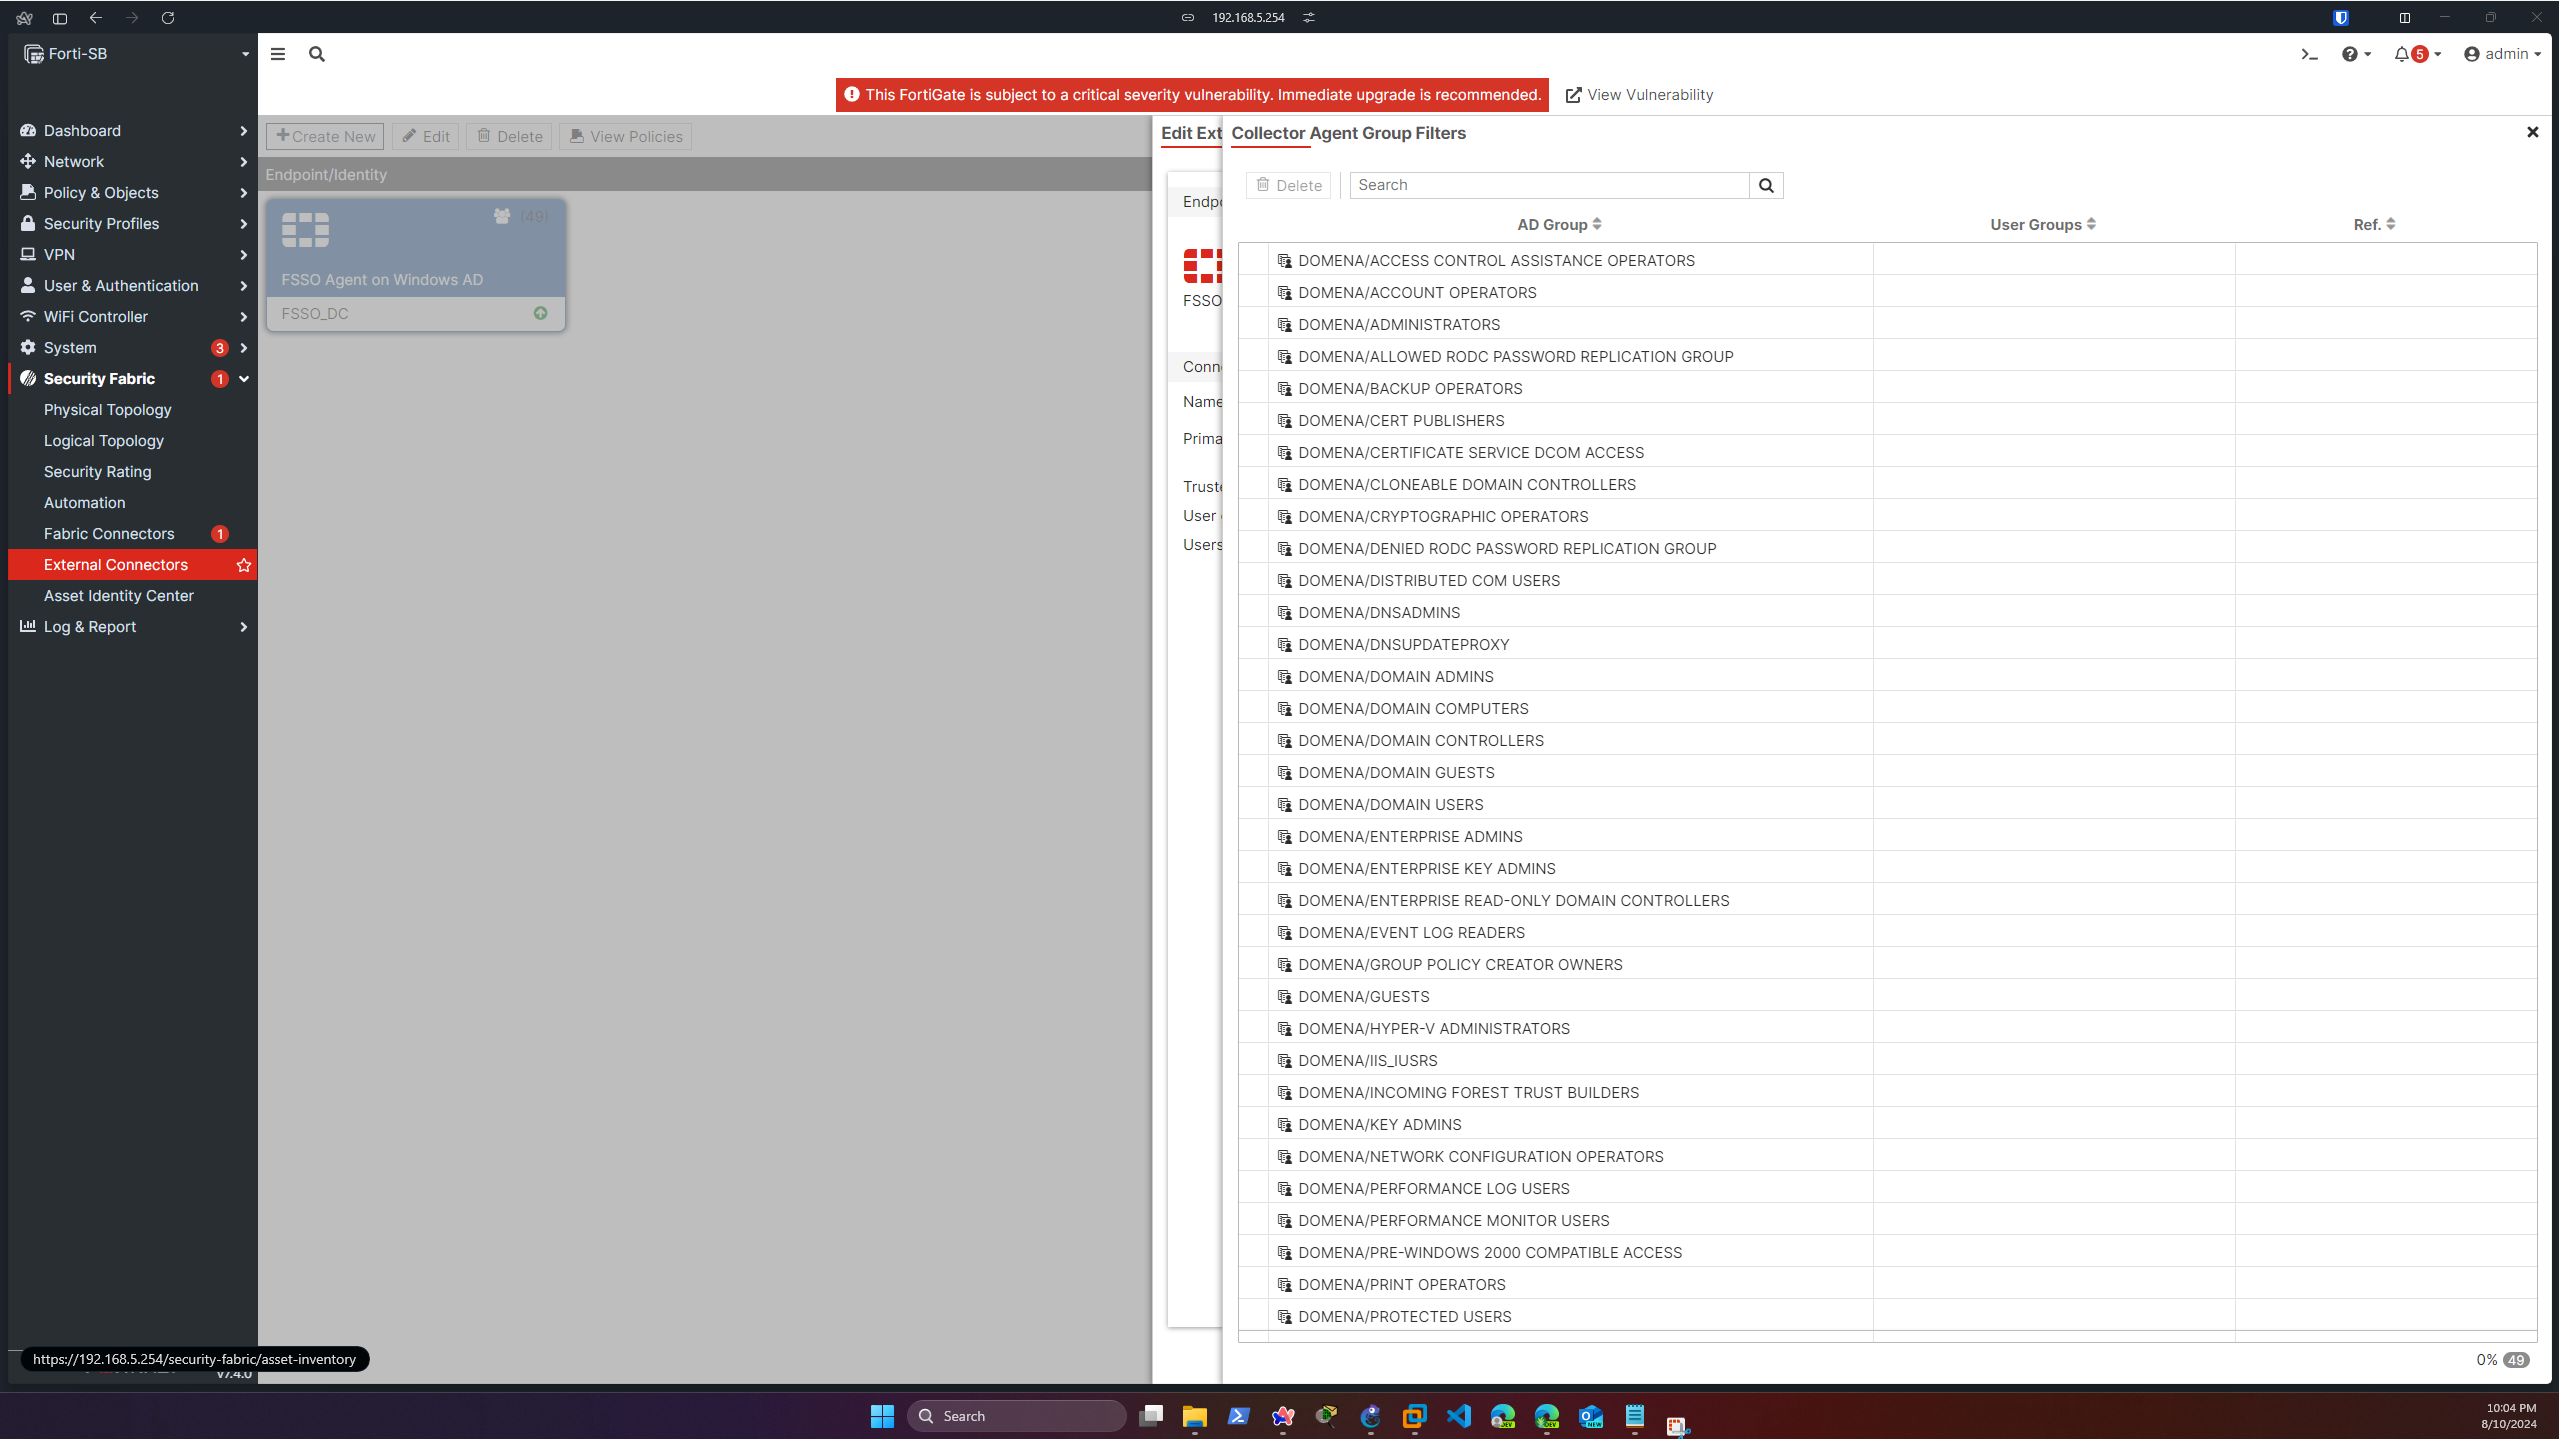 192.168.5.254
Forti-SB
5
admin
This FortiGate is subject to a critical severity vulnerability. Immediate upgrade is recommended.
View Vulnerability
Dashboard
Network
Policy & Objects
Security Profiles
VPN
User & Authentication
WiFi Controller
System 3
Security Fabric 1
Physical Topology
Logical Topology
Security Rating
Automation
Fabric Connectors 1
External Connectors
Asset Identity Center
Log & Report
https://192.168.5.254/security-fabric/asset-inventory
v7.4.0
Create New Edit Delete View Policies
Endpoint/Identity
(49)
FSSO Agent on Windows AD
FSSO_DC
Edit Ext
Endpo
FSSO
Conne
Name
Prima
Truste
User
Users
Collector Agent Group Filters
Delete Search
AD Group User Groups Ref.
DOMENA/ACCESS CONTROL ASSISTANCE OPERATORS
DOMENA/ACCOUNT OPERATORS
DOMENA/ADMINISTRATORS
DOMENA/ALLOWED RODC PASSWORD REPLICATION GROUP
DOMENA/BACKUP OPERATORS
DOMENA/CERT PUBLISHERS
DOMENA/CERTIFICATE SERVICE DCOM ACCESS
DOMENA/CLONEABLE DOMAIN CONTROLLERS
DOMENA/CRYPTOGRAPHIC OPERATORS
DOMENA/DENIED RODC PASSWORD REPLICATION GROUP
DOMENA/DISTRIBUTED COM USERS
DOMENA/DNSADMINS
DOMENA/DNSUPDATEPROXY
DOMENA/DOMAIN ADMINS
DOMENA/DOMAIN COMPUTERS
DOMENA/DOMAIN CONTROLLERS
DOMENA/DOMAIN GUESTS
DOMENA/DOMAIN USERS
DOMENA/ENTERPRISE ADMINS
DOMENA/ENTERPRISE KEY ADMINS
DOMENA/ENTERPRISE READ-ONLY DOMAIN CONTROLLERS
DOMENA/EVENT LOG READERS
DOMENA/GROUP POLICY CREATOR OWNERS
DOMENA/GUESTS
DOMENA/HYPER-V ADMINISTRATORS
DOMENA/IIS_IUSRS
DOMENA/INCOMING FOREST TRUST BUILDERS
DOMENA/KEY ADMINS
DOMENA/NETWORK CONFIGURATION OPERATORS
DOMENA/PERFORMANCE LOG USERS
DOMENA/PERFORMANCE MONITOR USERS
DOMENA/PRE-WINDOWS 2000 COMPATIBLE ACCESS
DOMENA/PRINT OPERATORS
DOMENA/PROTECTED USERS
0% 49
Search
10:04 PM
8/10/2024